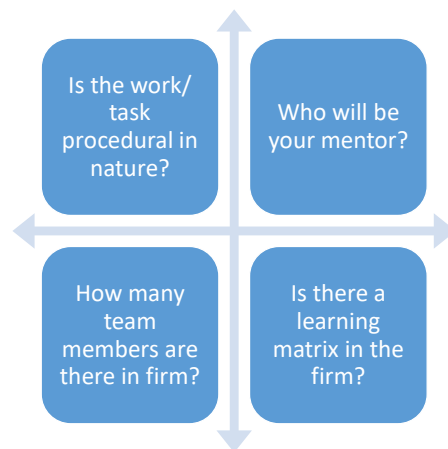 Is the work/
task
procedural in
nature?
Who will be
your mentor?
How many
team
members are
there in firm?
Is there a
learning
matrix in the
firm?